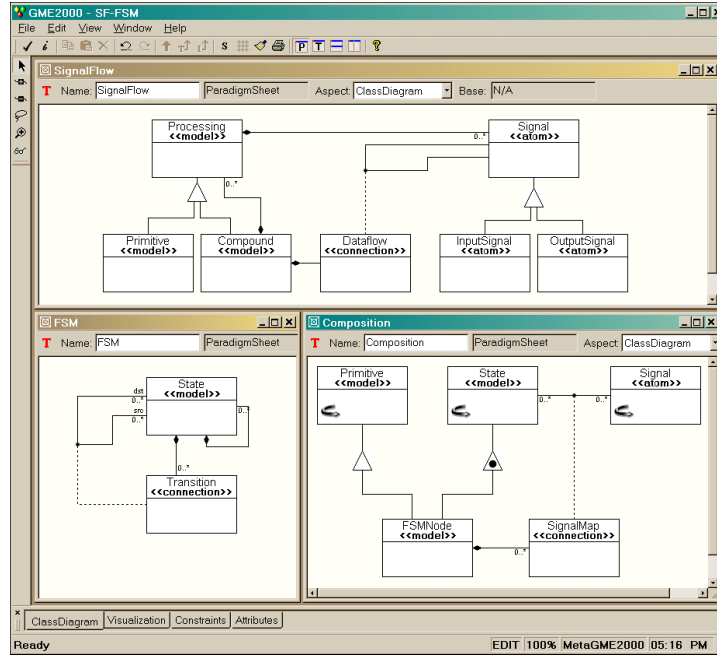 GME2000 - SF-FSM
File Edit View Window Help
i S P T ?
SignalFlow
T Name: SignalFlow ParadigmSheet Aspect: ClassDiagram Base: N/A
Processing
<<model>>
0..*
Signal
<<atom>>
0..*
Primitive
<<model>>
Compound
<<model>>
Dataflow
<<connection>>
InputSignal
<<atom>>
OutputSignal
<<atom>>
FSM
T Name: FSM ParadigmSheet
State
<<model>>
dst
0..*
src
0..*
0..*
0..*
Transition
<<connection>>
Composition
T Name: Composition ParadigmSheet Aspect: ClassDiagram
Primitive
<<model>>
State
<<model>>
Signal
<<atom>>
0..* 0..*
FSMNode
<<model>>
SignalMap
<<connection>>
0..*
ClassDiagram Visualization Constraints Attributes
Ready EDIT 100% MetaGME2000 05:16 PM